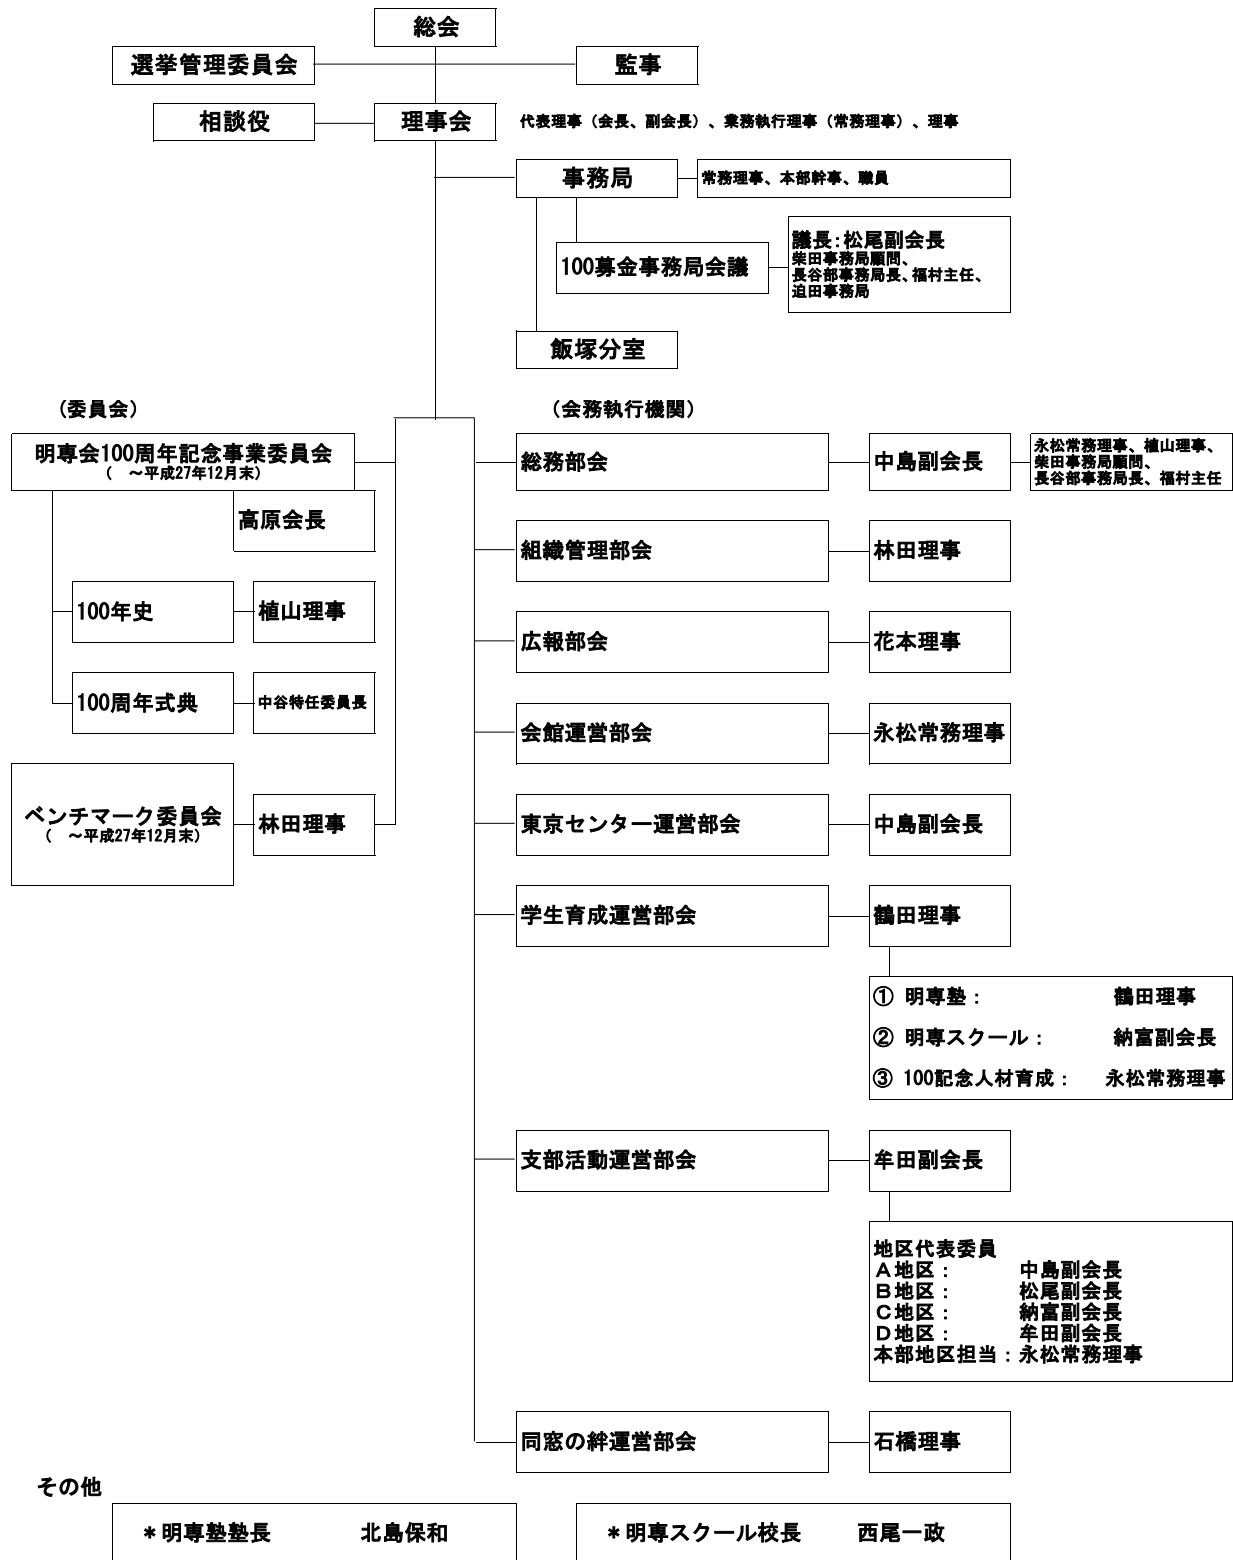 総会
選挙管理委員会
監事
相談役
理事会
代表理事（会長、副会長）、業務執行理事（常務理事）、理事
事務局
常務理事、本部幹事、職員
100募金事務局会議
議長：松尾副会長
柴田事務局顧問、
長谷部事務局長、福村主任、
迫田事務局
飯塚分室
（委員会）
（会務執行機関）
明専会100周年記念事業委員会
（　～平成27年12月末）
高原会長
100年史
植山理事
100周年式典
中谷特任委員長
ベンチマーク委員会
（　～平成27年12月末）
林田理事
総務部会
中島副会長
永松常務理事、植山理事、
柴田事務局顧問、
長谷部事務局長、福村主任
組織管理部会
林田理事
広報部会
花本理事
会館運営部会
永松常務理事
東京センター運営部会
中島副会長
学生育成運営部会
鶴田理事
① 明専塾：　鶴田理事
② 明専スクール：　納富副会長
③ 100記念人材育成：　永松常務理事
支部活動運営部会
牟田副会長
地区代表委員
Ａ地区：　中島副会長
Ｂ地区：　松尾副会長
Ｃ地区：　納富副会長
Ｄ地区：　牟田副会長
本部地区担当：永松常務理事
同窓の絆運営部会
石橋理事
その他
＊明専塾塾長　北島保和
＊明専スクール校長　西尾一政